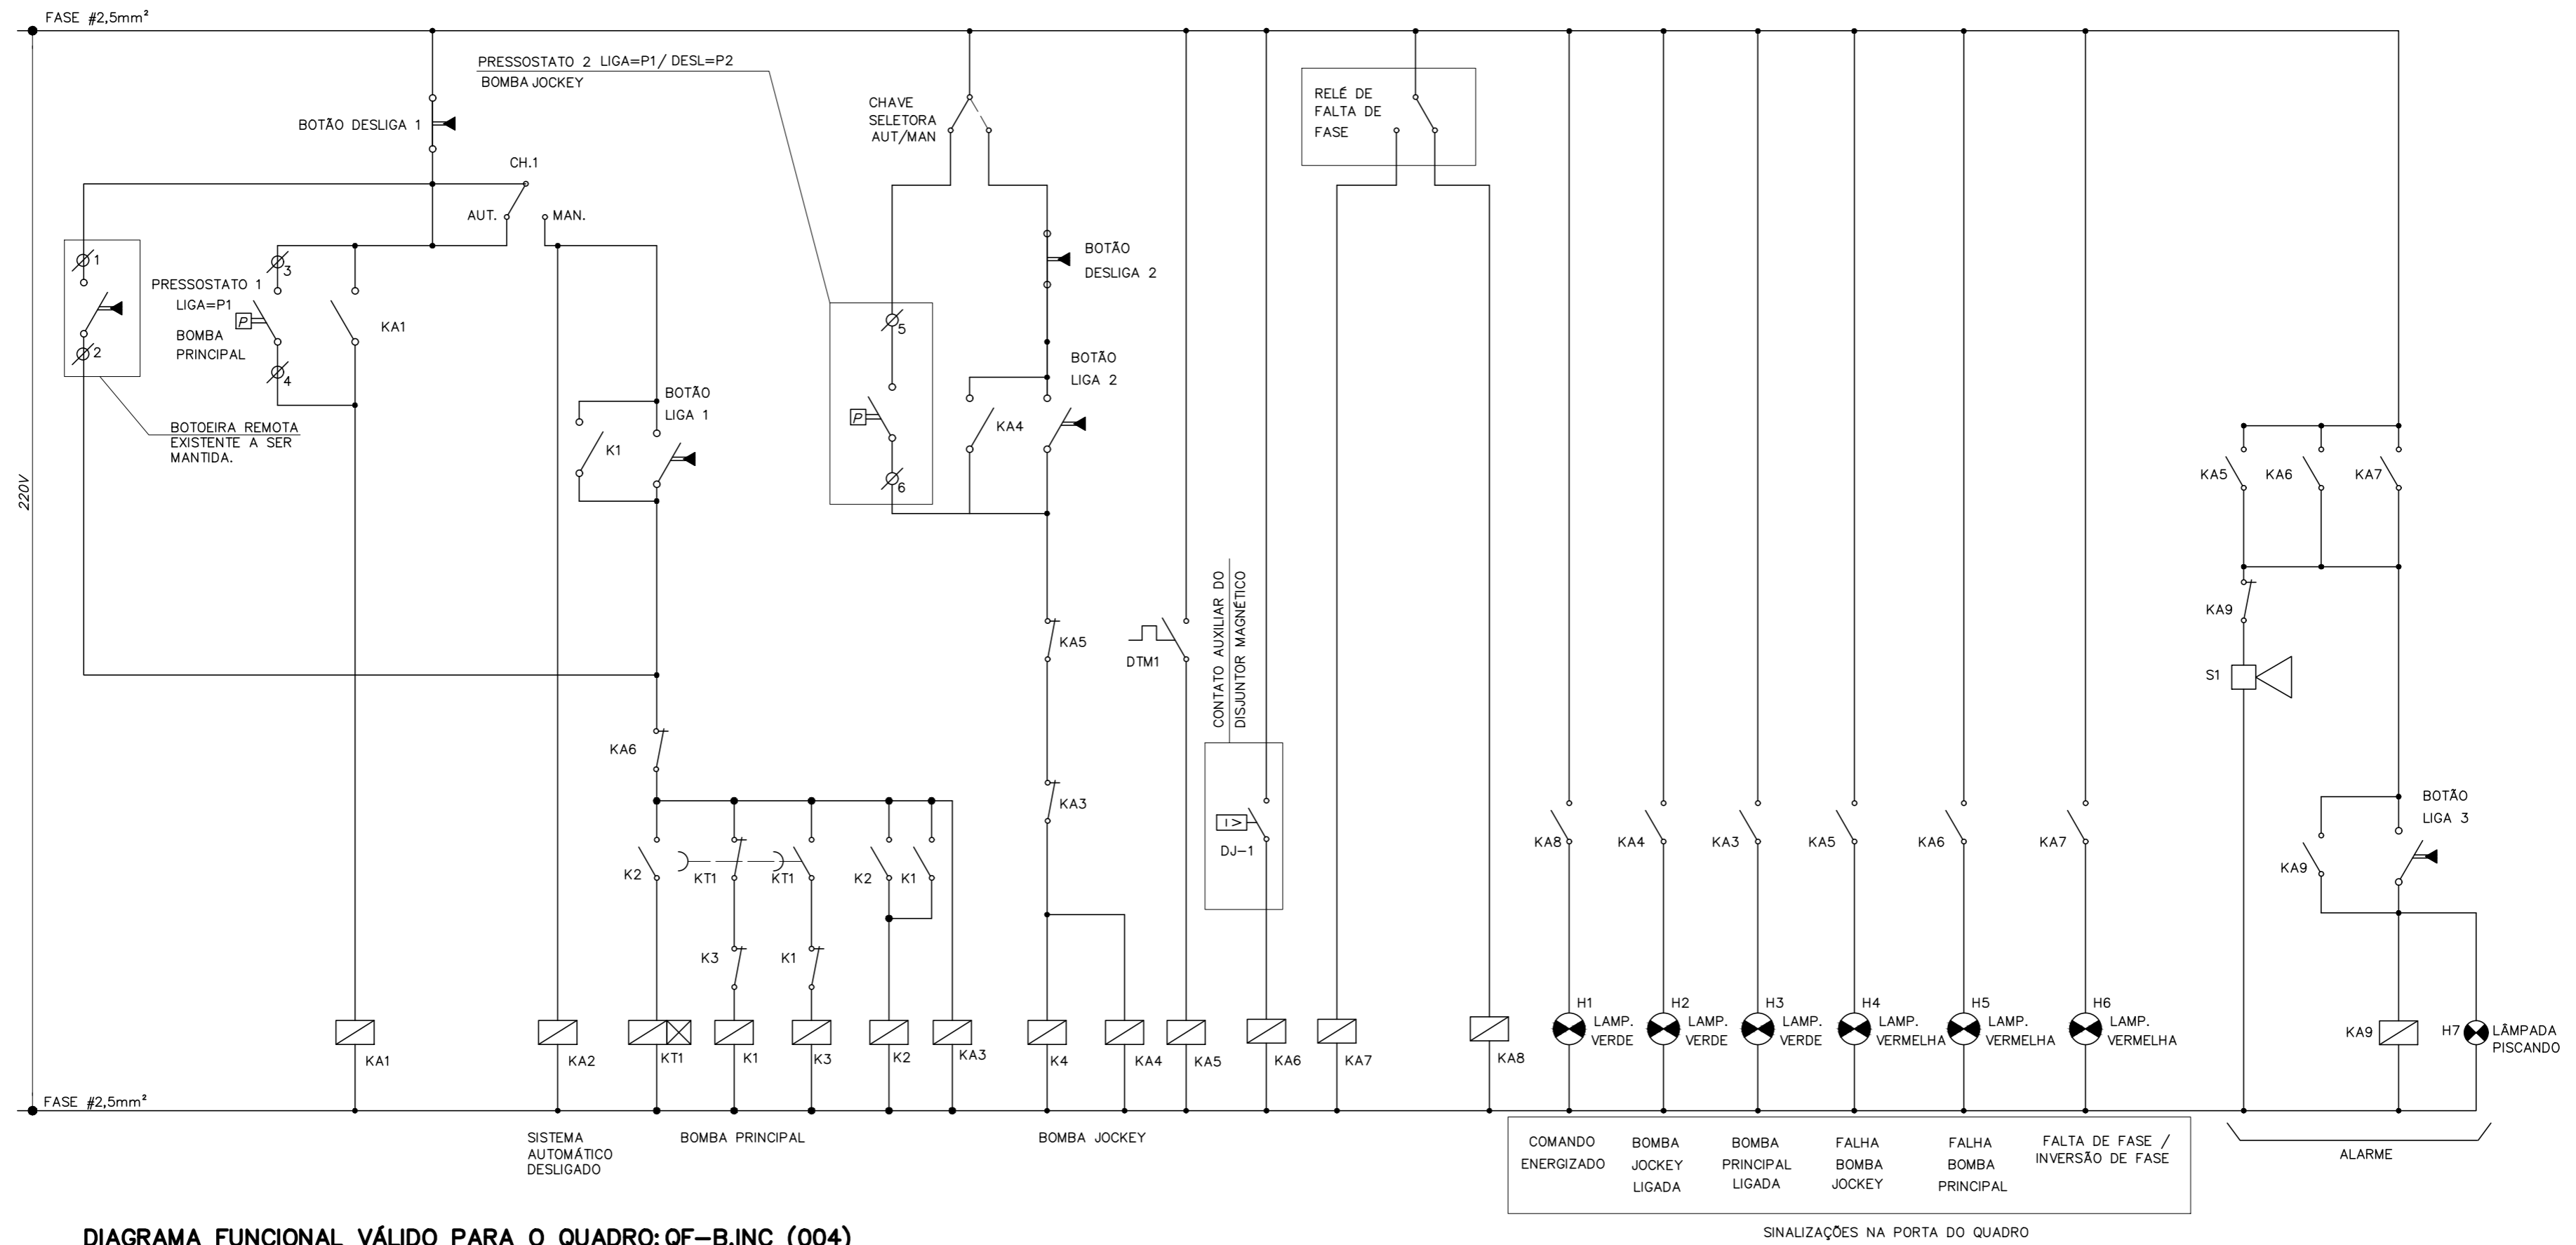 FASE #2,5mm²
PRESSOSTATO 2 LIGA=P1/ DESL=P2
BOMBA JOCKEY
BOTÃO DESLIGA 1
CH.1
AUT.
MAN.
CHAVE
SELETORA
AUT/MAN
RELÉ DE
FALTA DE
FASE
1
2
BOTOEIRA REMOTA
EXISTENTE A SER
MANTIDA.
3
PRESSOSTATO 1
LIGA=P1
BOMBA
PRINCIPAL
P
4
KA1
BOTÃO
LIGA 1
K1
5
P
6
BOTÃO
DESLIGA 2
BOTÃO
LIGA 2
KA4
220V
KA5
KA3
DTM1
CONTATO AUXILIAR DO
DISJUNTOR MAGNÉTICO
I>
DJ-1
KA6
K2
KT1
KT1
K2
K1
K3
K1
KA8
KA4
KA3
KA5
KA6
KA7
KA5
KA6
KA7
KA9
S1
BOTÃO
LIGA 3
KA9
KA1
KA2
KT1
K1
K3
K2
KA3
K4
KA4
KA5
KA6
KA7
KA8
H1
LAMP.
VERDE
H2
LAMP.
VERDE
H3
LAMP.
VERDE
H4
LAMP.
VERMELHA
H5
LAMP.
VERMELHA
H6
LAMP.
VERMELHA
KA9
H7
LÂMPADA
PISCANDO
FASE #2,5mm²
SISTEMA
AUTOMÁTICO
DESLIGADO
BOMBA PRINCIPAL
BOMBA JOCKEY
COMANDO
ENERGIZADO
BOMBA
JOCKEY
LIGADA
BOMBA
PRINCIPAL
LIGADA
FALHA
BOMBA
JOCKEY
FALHA
BOMBA
PRINCIPAL
FALTA DE FASE /
INVERSÃO DE FASE
ALARME
SINALIZAÇÕES NA PORTA DO QUADRO
DIAGRAMA FUNCIONAL VÁLIDO PARA O QUADRO: QF-B.INC (004)